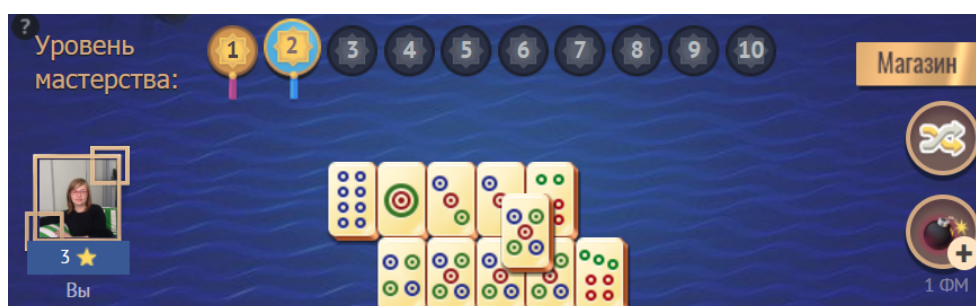 ?
Уровень
мастерства:
1 2 3 4 5 6 7 8 9 10
Магазин
3
Вы
+
1 ФМ